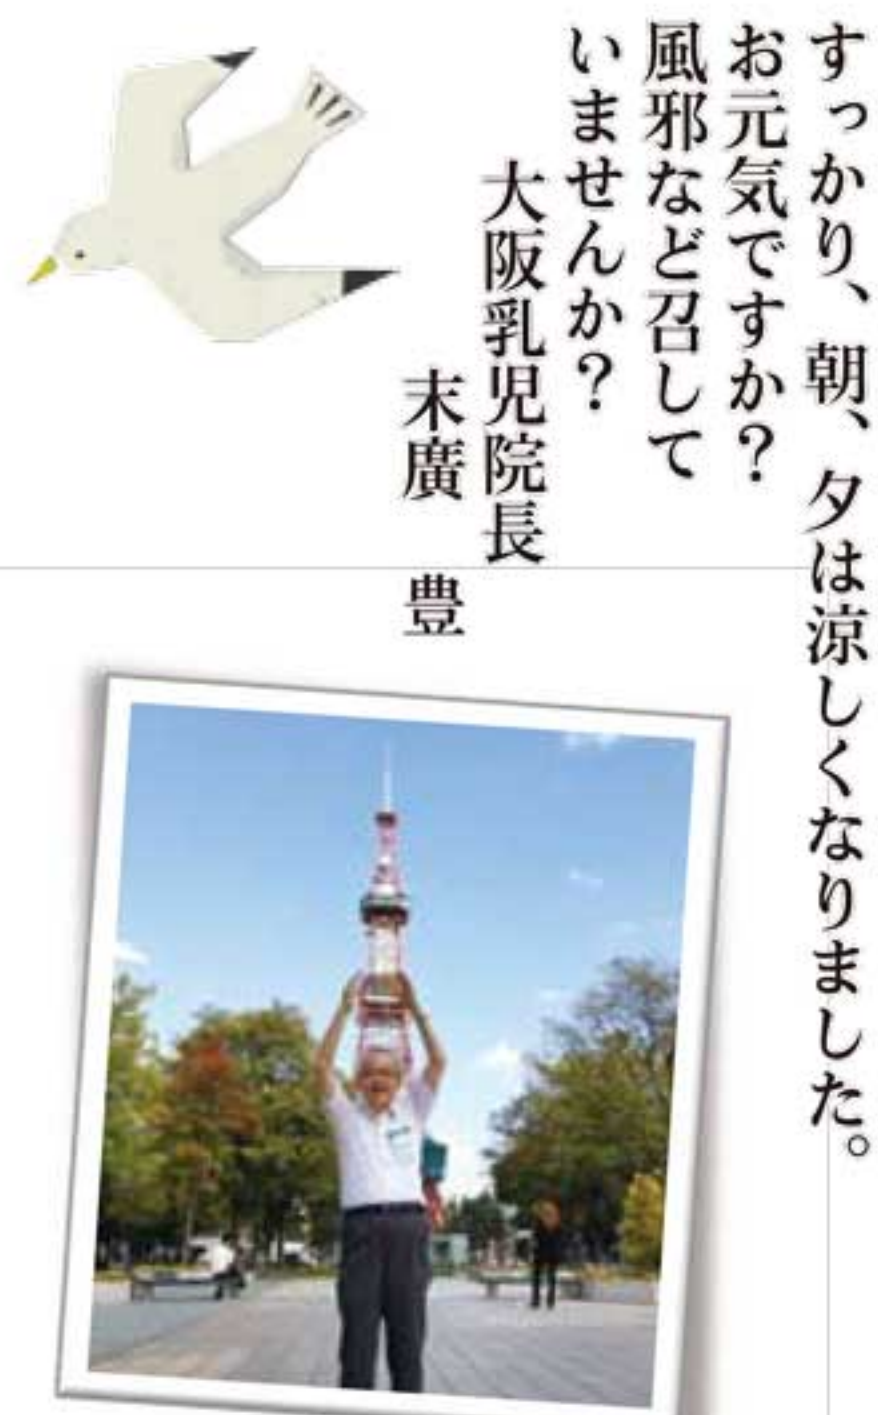 すっかり、朝、夕は涼しくなりました。
お元気ですか?
風邪など召して
いませんか?
大阪乳児院長
末廣 豊